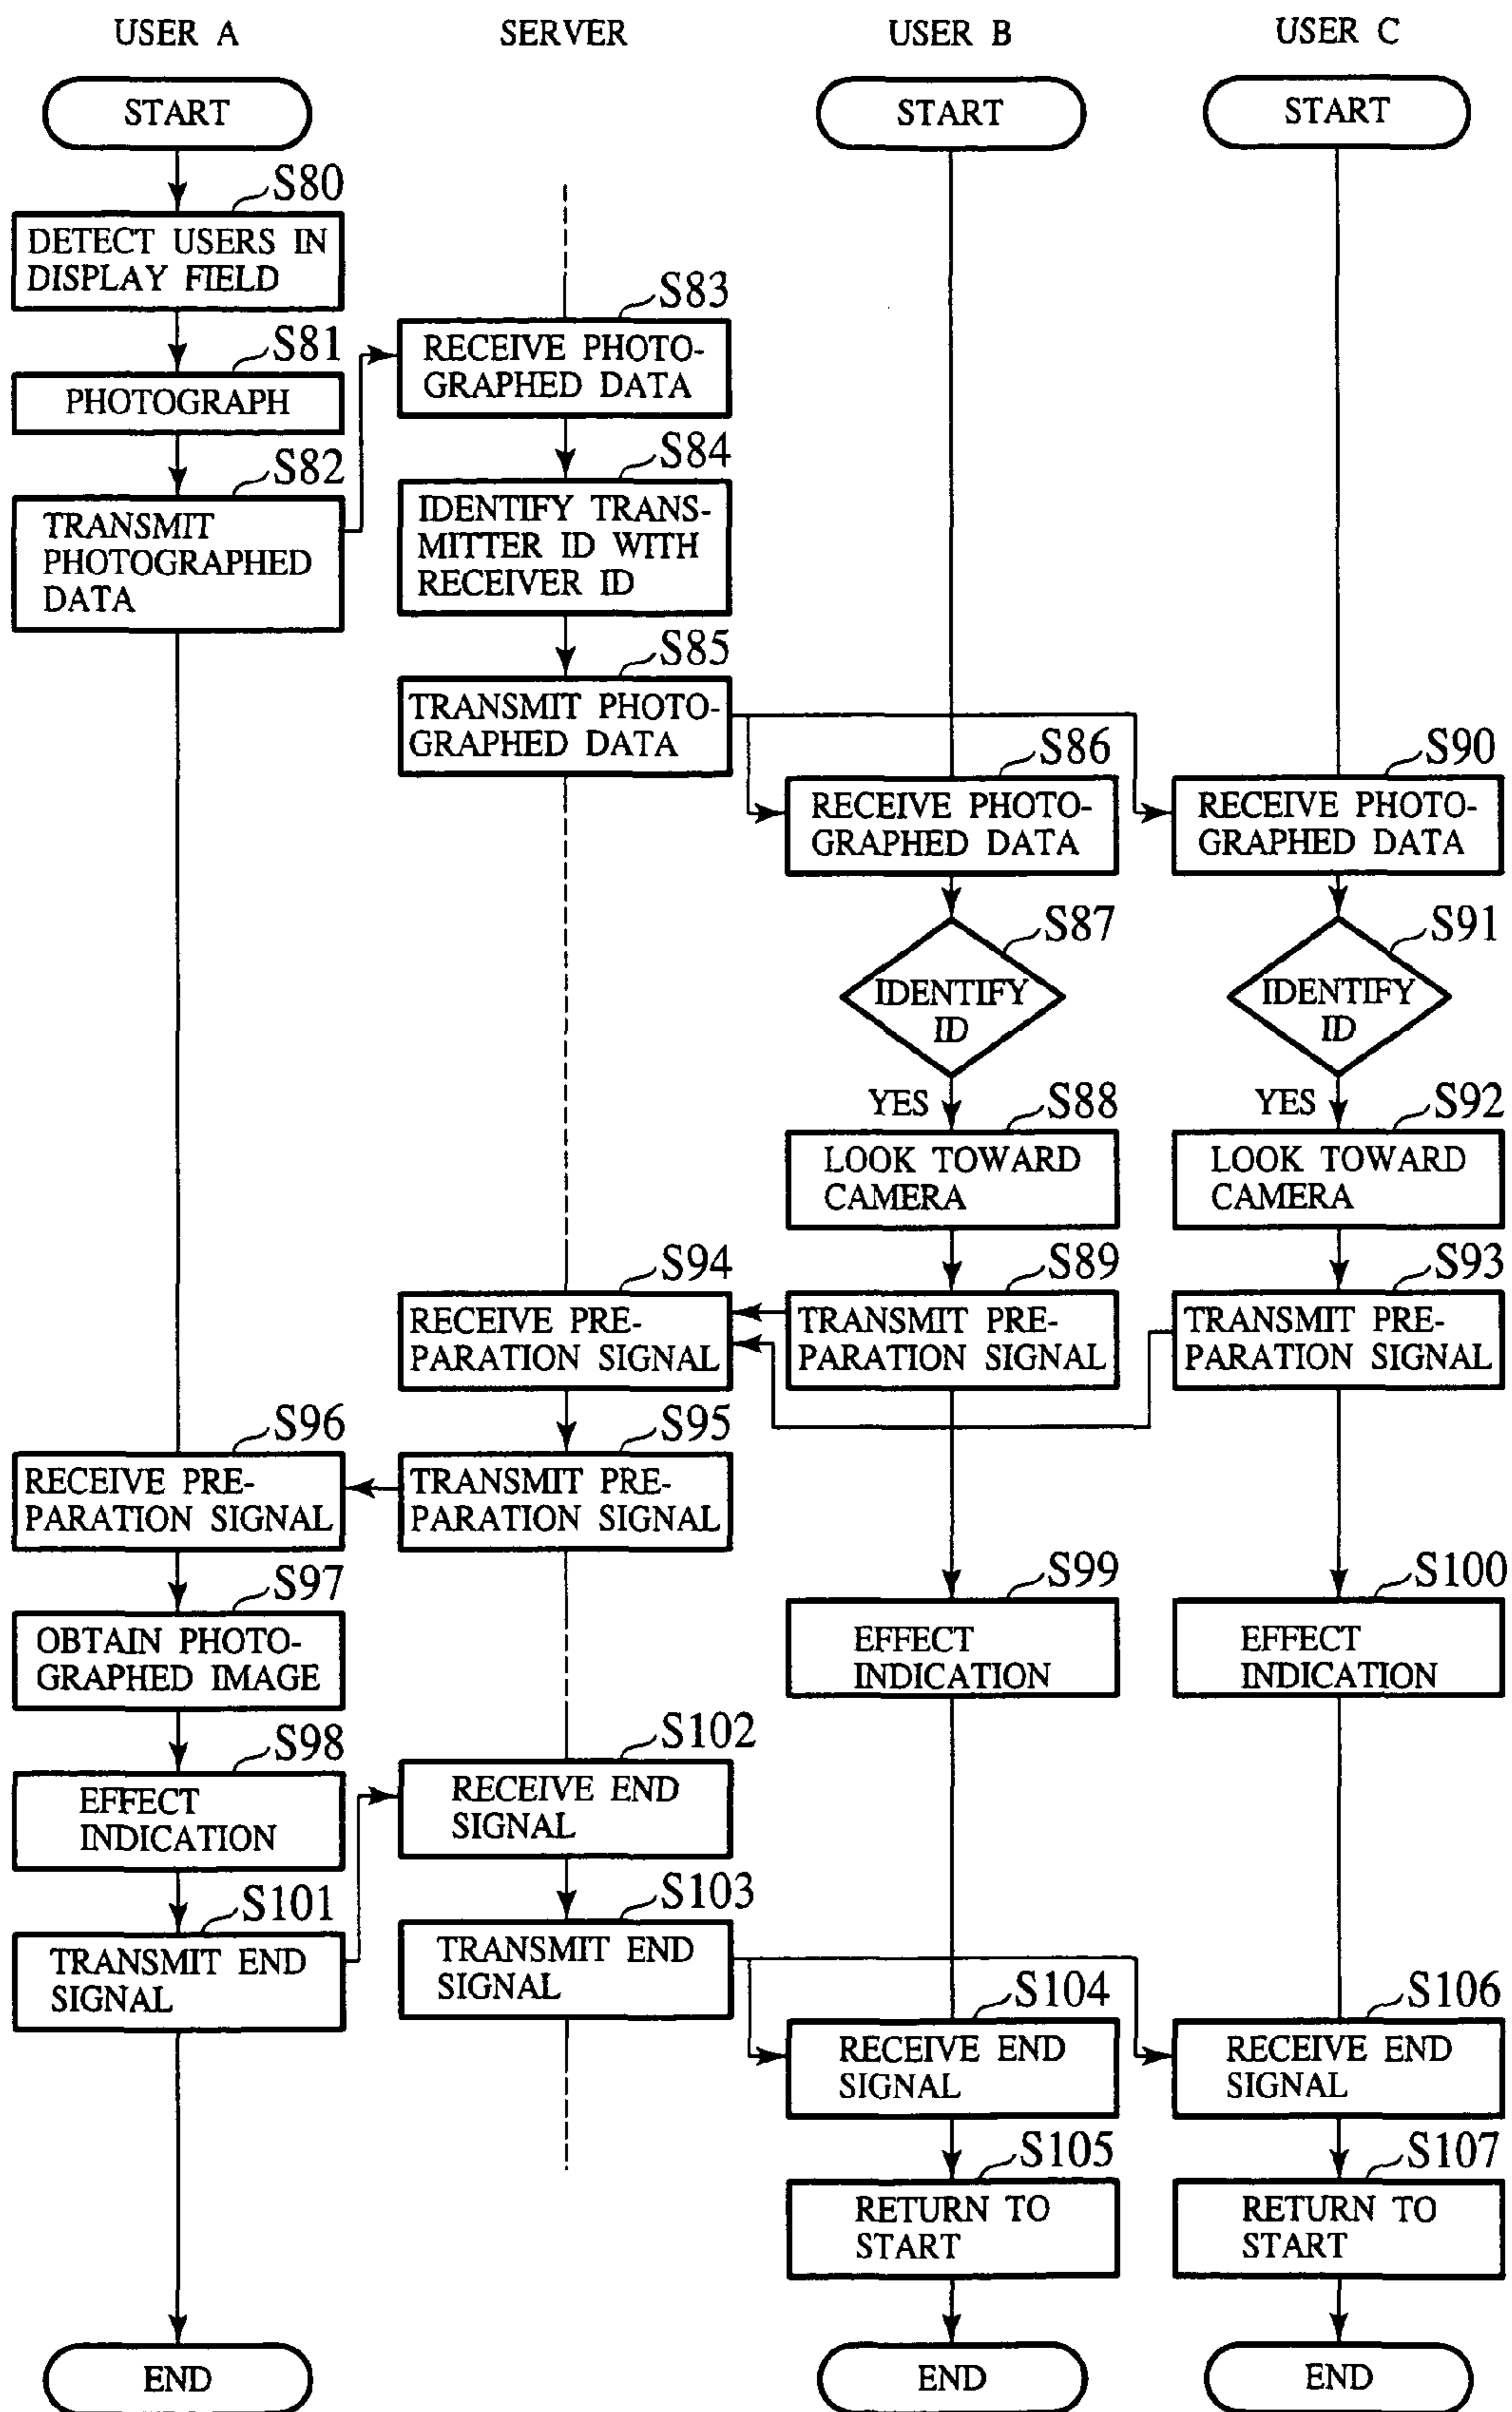 USER A
SERVER
USER B
USER C
START
START
START
S80
DETECT USERS IN
DISPLAY FIELD
S81
PHOTOGRAPH
S82
TRANSMIT
PHOTOGRAPHED
DATA
S83
RECEIVE PHOTO-
GRAPHED DATA
S84
IDENTIFY TRANS-
MITTER ID WITH
RECEIVER ID
S85
TRANSMIT PHOTO-
GRAPHED DATA
S86
RECEIVE PHOTO-
GRAPHED DATA
S90
RECEIVE PHOTO-
GRAPHED DATA
S87
IDENTIFY
ID
S91
IDENTIFY
ID
YES
S88
LOOK TOWARD
CAMERA
YES
S92
LOOK TOWARD
CAMERA
S94
RECEIVE PRE-
PARATION SIGNAL
S89
TRANSMIT PRE-
PARATION SIGNAL
S93
TRANSMIT PRE-
PARATION SIGNAL
S96
RECEIVE PRE-
PARATION SIGNAL
S95
TRANSMIT PRE-
PARATION SIGNAL
S97
OBTAIN PHOTO-
GRAPHED IMAGE
S99
EFFECT
INDICATION
S100
EFFECT
INDICATION
S98
EFFECT
INDICATION
S102
RECEIVE END
SIGNAL
S101
TRANSMIT END
SIGNAL
S103
TRANSMIT END
SIGNAL
S104
RECEIVE END
SIGNAL
S106
RECEIVE END
SIGNAL
S105
RETURN TO
START
S107
RETURN TO
START
END
END
END